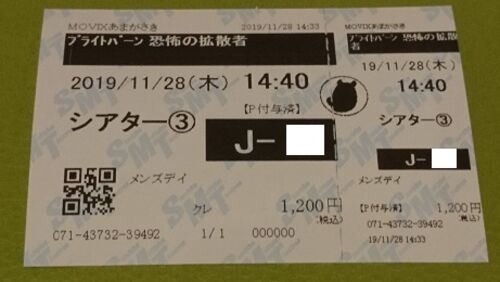 MOVIXあまがさき 2019/11/28 14:33
ブライトバーン 恐怖の拡散者
2019/11/28(木) 14:40
【P付与済】
シアター③
J-
メンズデイ
クレ 1,200円
(税込)
071-43732-39492 1/1 000000
MOVIXあまがさき
ブライトバーン 恐怖の拡散
者
19/11/28(木)
14:40
シアター③
J-
メンズデイ
【P付与済】 1,200円
(税込)
071-43732-39492
19/11/28 14:33
SMT